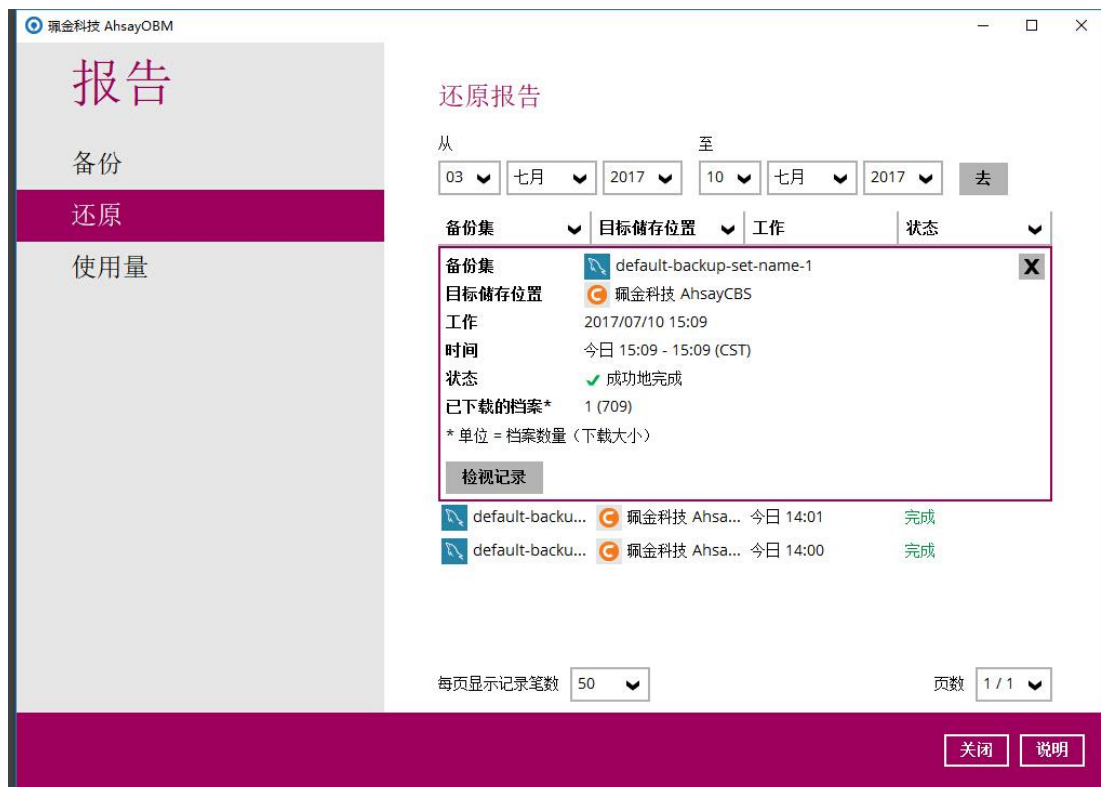 珮金科技 AhsayOBM
报告
备份
还原
使用量
还原报告
从 至
03 七月 2017 10 七月 2017 去
备份集 目标储存位置 工作 状态
备份集 default-backup-set-name-1 X
目标储存位置 珮金科技 AhsayCBS
工作 2017/07/10 15:09
时间 今日 15:09 - 15:09 (CST)
状态 成功地完成
已下载的档案* 1 (709)
* 单位 = 档案数量（下载大小）
检视记录
default-backu... 珮金科技 Ahsa... 今日 14:01 完成
default-backu... 珮金科技 Ahsa... 今日 14:00 完成
每页显示记录笔数 50 页数 1 / 1
关闭 说明